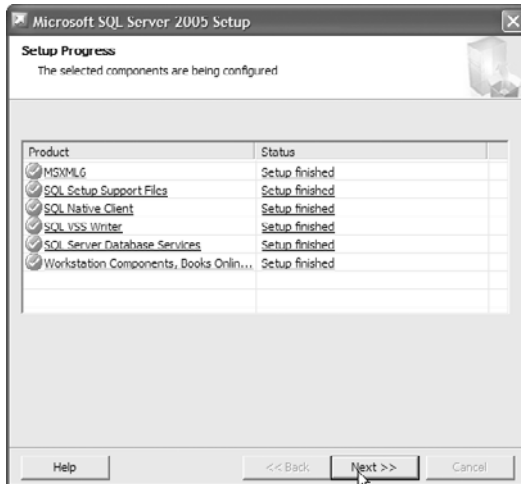 Microsoft SQL Server 2005 Setup
Setup Progress
The selected components are being configured
Product Status
MSXML6 Setup finished
SQL Setup Support Files Setup finished
SQL Native Client Setup finished
SQL VSS Writer Setup finished
SQL Server Database Services Setup finished
Workstation Components, Books Onlin... Setup finished
Help << Back Next >> Cancel